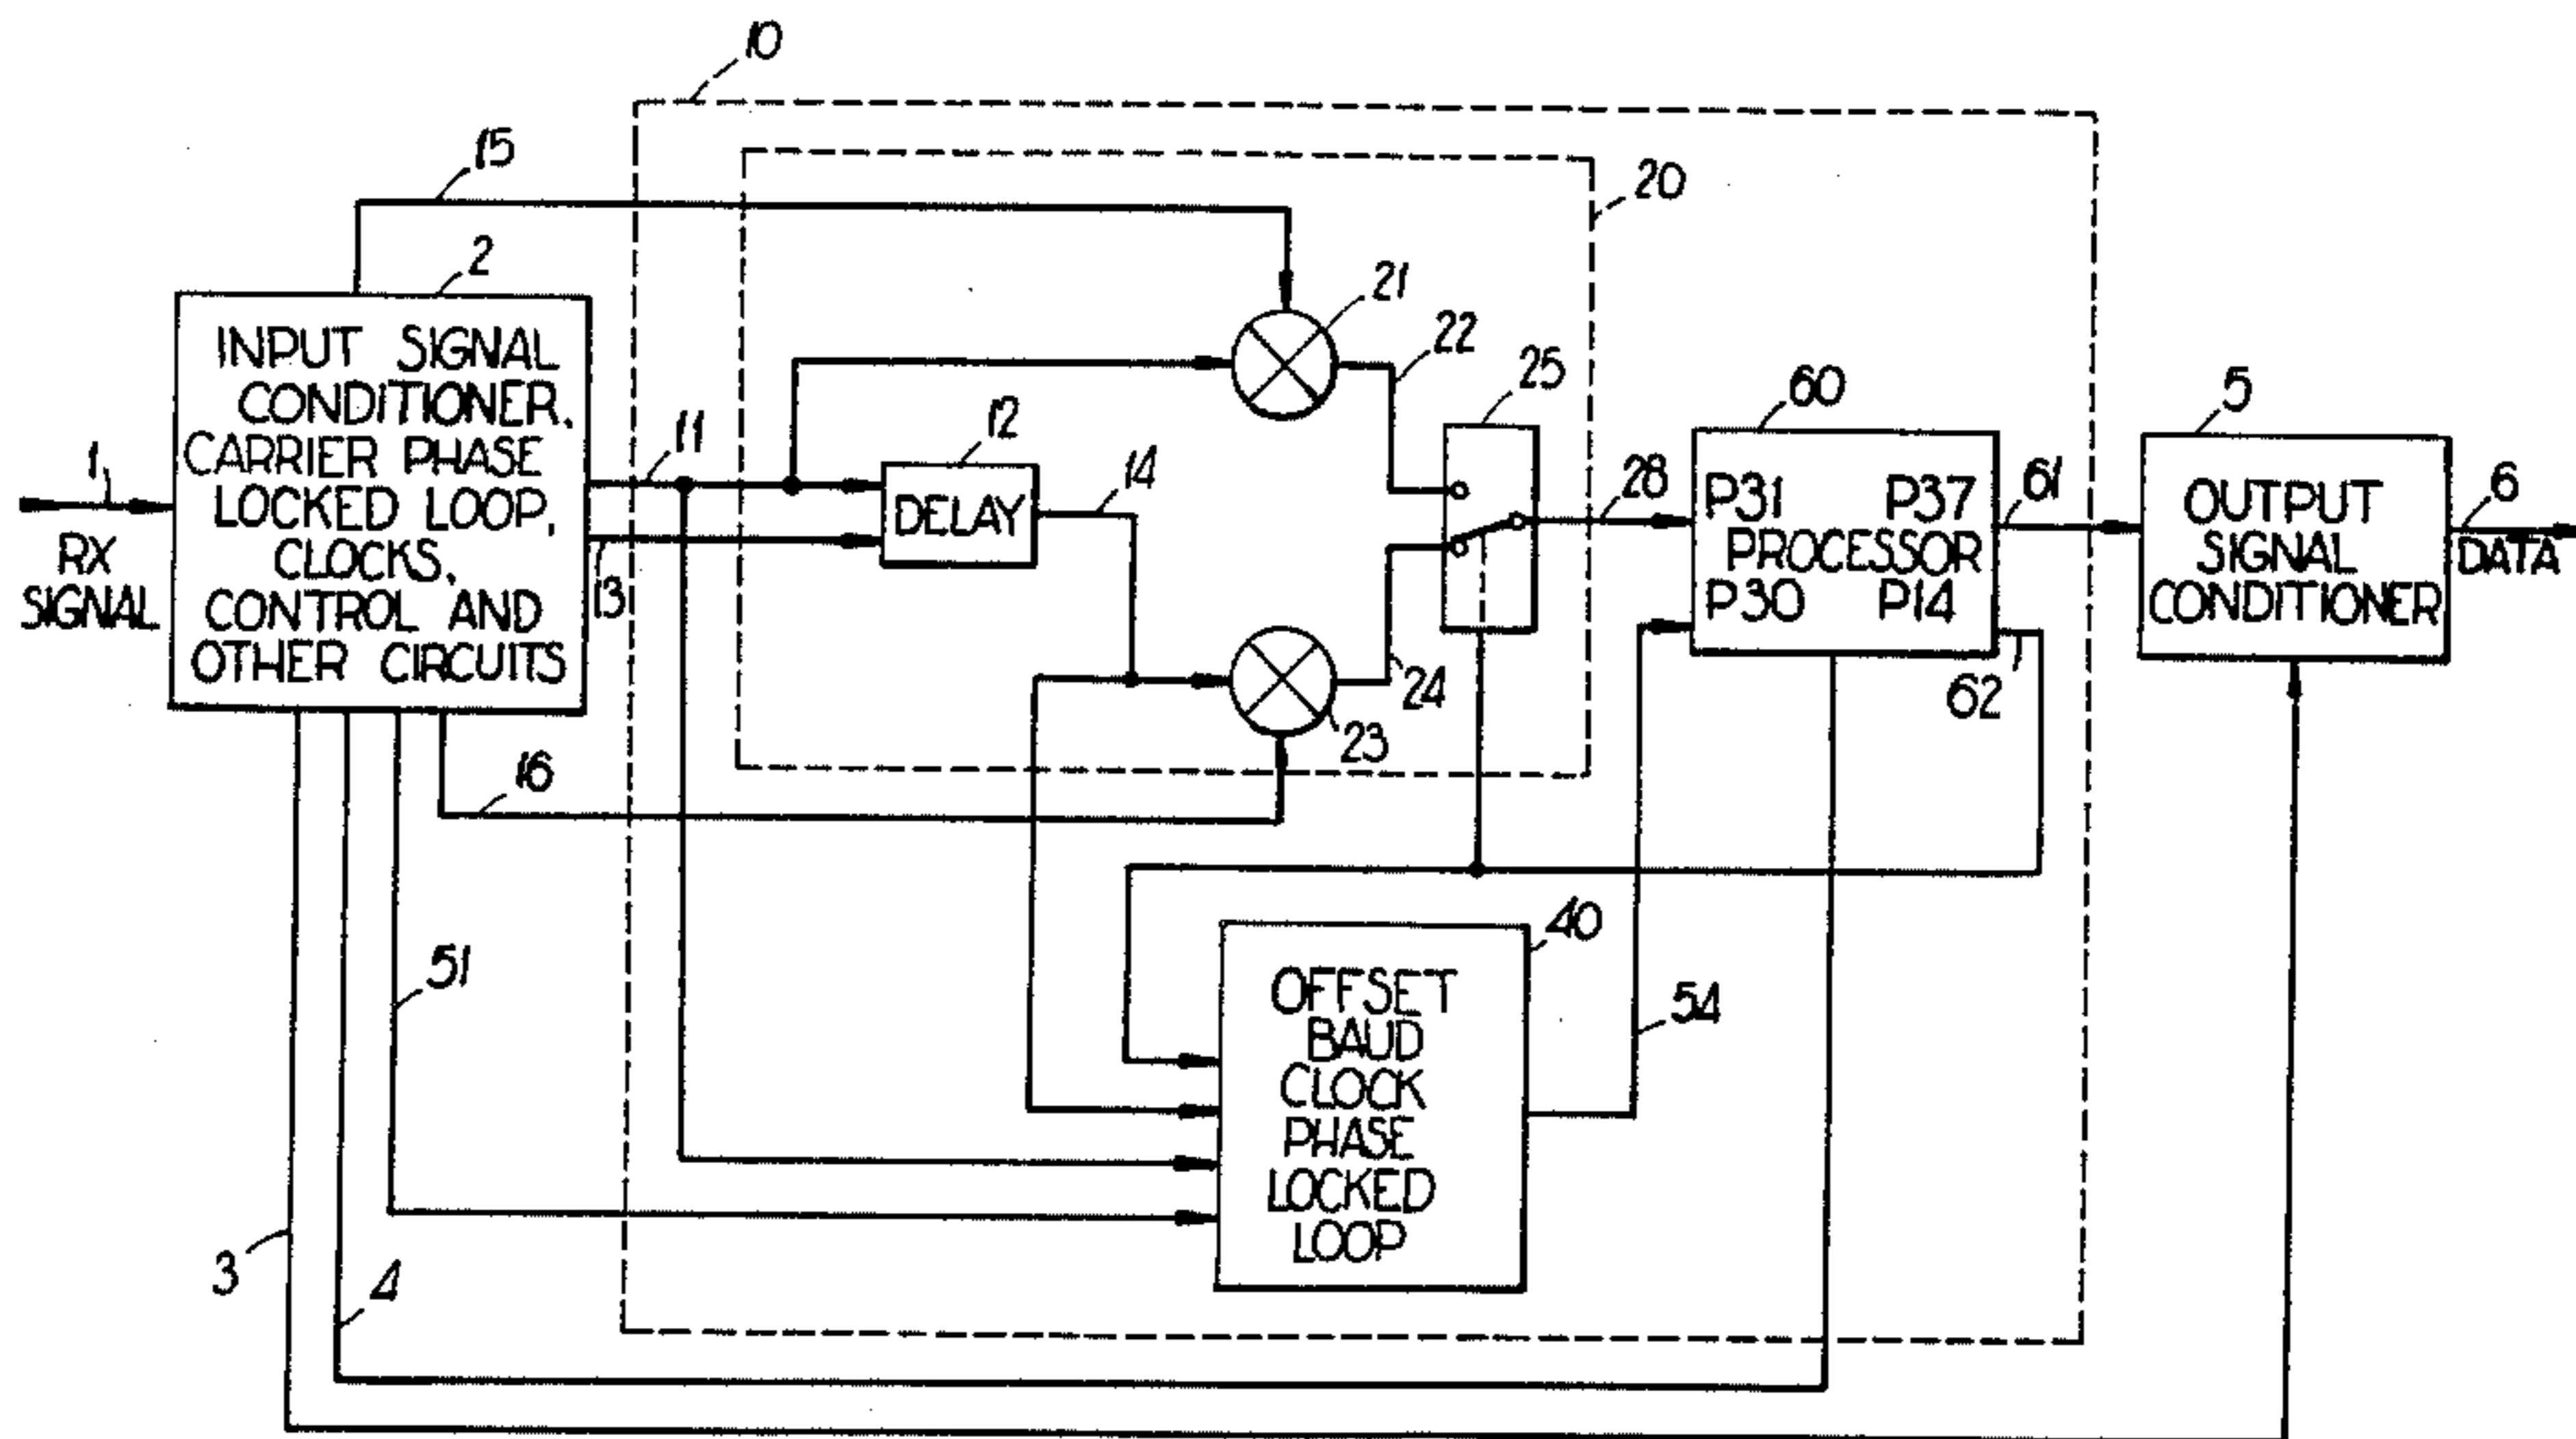 10
15
20
2
21
INPUT SIGNAL
CONDITIONER,
CARRIER PHASE
LOCKED LOOP,
CLOCKS,
CONTROL AND
OTHER CIRCUITS
22
25
60
5
1
RX
SIGNAL
11
12
DELAY
13
14
28
P31 P37
PROCESSOR
P30 P14
61
OUTPUT
SIGNAL
CONDITIONER
6
DATA
24
23
62
16
40
OFFSET
BAUD
CLOCK
PHASE
LOCKED
LOOP
51
54
3
4